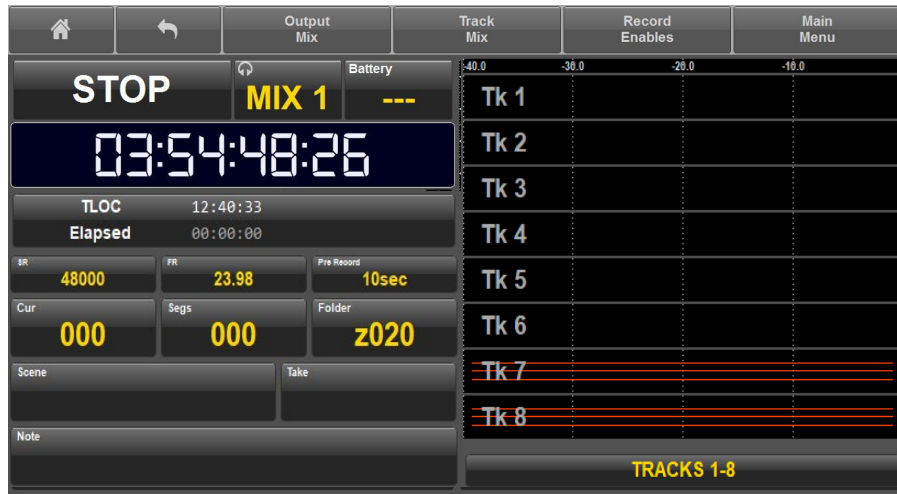 Output Mix
Track Mix
Record Enables
Main Menu
STOP
MIX 1
Battery
---
03:54:48:26
TLOC 12:40:33
Elapsed 00:00:00
SR
48000
FR
23.98
Pre Record
10sec
Cur
000
Segs
000
Folder
z020
Scene
Take
Note
-40.0 -30.0 -20.0 -10.0
Tk 1
Tk 2
Tk 3
Tk 4
Tk 5
Tk 6
Tk 7
Tk 8
TRACKS 1-8